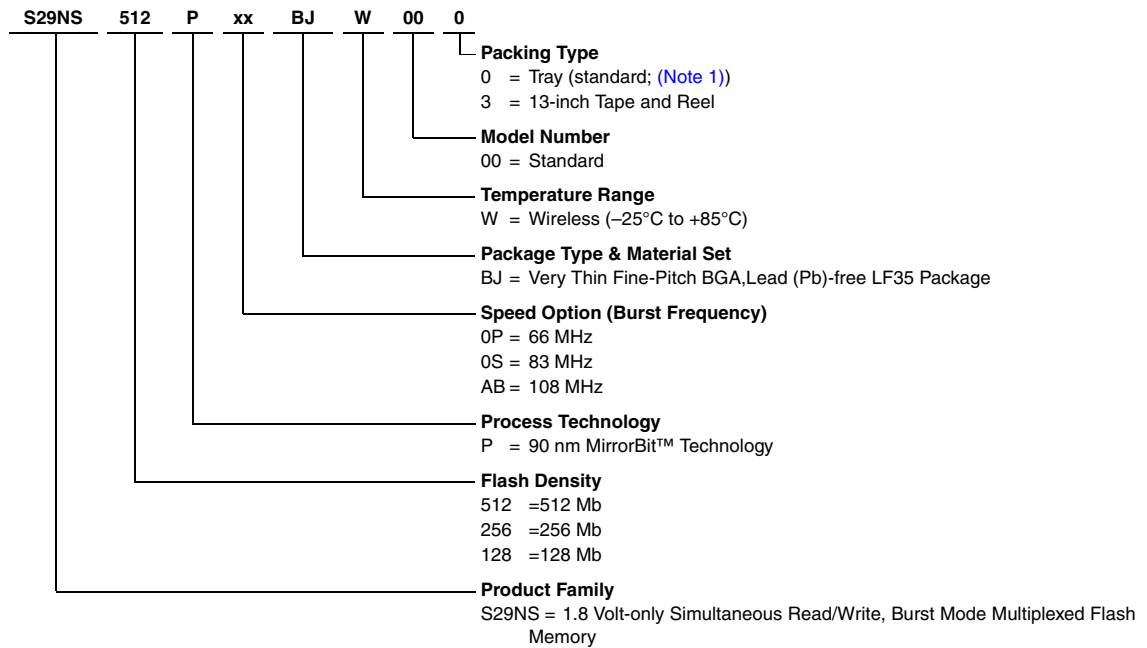 S29NS 512 P xx BJ W 00 0
Packing Type
0 = Tray (standard; (Note 1))
3 = 13-inch Tape and Reel
Model Number
00 = Standard
Temperature Range
W = Wireless (–25°C to +85°C)
Package Type & Material Set
BJ = Very Thin Fine-Pitch BGA,Lead (Pb)-free LF35 Package
Speed Option (Burst Frequency)
0P = 66 MHz
0S = 83 MHz
AB = 108 MHz
Process Technology
P = 90 nm MirrorBit™ Technology
Flash Density
512 =512 Mb
256 =256 Mb
128 =128 Mb
Product Family
S29NS = 1.8 Volt-only Simultaneous Read/Write, Burst Mode Multiplexed Flash
Memory